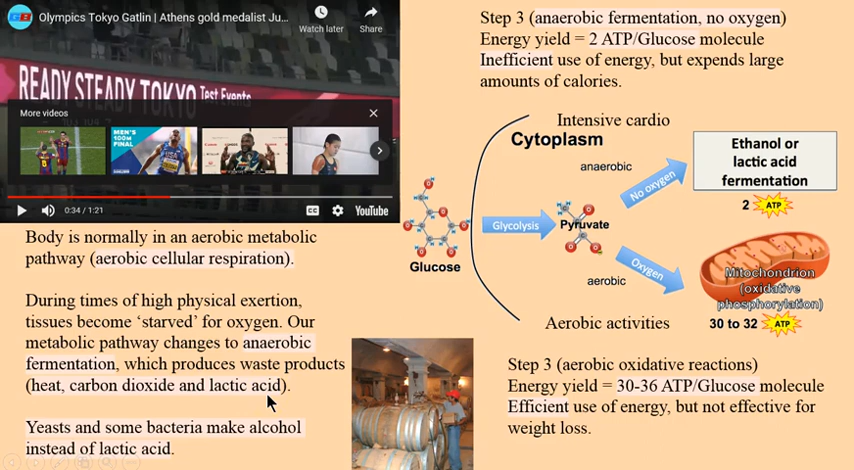 Olympics Tokyo Gatlin | Athens gold medalist Ju...
Watch later
Share
READY STEADY TOKYO Test Events
More videos
MEN'S
100M
FINAL
0:34 / 1:21
CC
YouTube
Body is normally in an aerobic metabolic
pathway (aerobic cellular respiration).
During times of high physical exertion,
tissues become ‘starved’ for oxygen. Our
metabolic pathway changes to anaerobic
fermentation, which produces waste products
(heat, carbon dioxide and lactic acid).
Yeasts and some bacteria make alcohol
instead of lactic acid.
Step 3 (anaerobic fermentation, no oxygen)
Energy yield = 2 ATP/Glucose molecule
Inefficient use of energy, but expends large
amounts of calories.
Intensive cardio
Cytoplasm
anaerobic
No oxygen
Ethanol or
lactic acid
fermentation
2 ATP
Glucose
Glycolysis
Pyruvate
Oxygen
aerobic
Mitochondrion
(oxidative
phosphorylation)
30 to 32 ATP
Aerobic activities
Step 3 (aerobic oxidative reactions)
Energy yield = 30-36 ATP/Glucose molecule
Efficient use of energy, but not effective for
weight loss.